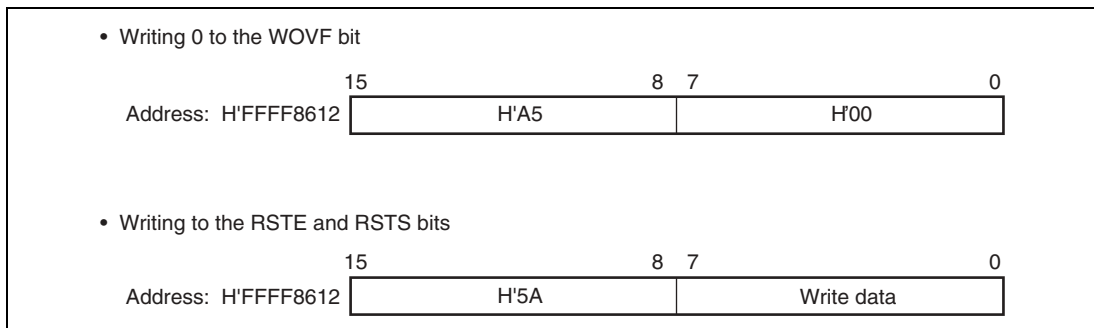 • Writing 0 to the WOVF bit
15 8 7 0
Address: H'FFFF8612 H'A5 H'00
• Writing to the RSTE and RSTS bits
15 8 7 0
Address: H'FFFF8612 H'5A Write data